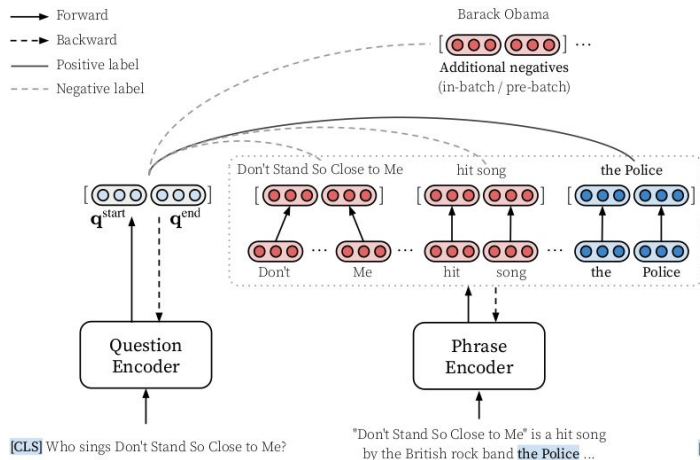 Forward
Backward
Positive label
Negative label
Barack Obama
[ ] ...
Additional negatives
(in-batch / pre-batch)
Don't Stand So Close to Me
hit song
the Police
[ ] [ ] [ ] [ ]
q^start q^end
... ... ...
Don't Me hit song the Police
Question
Encoder
Phrase
Encoder
[CLS] Who sings Don't Stand So Close to Me?
"Don't Stand So Close to Me" is a hit song
by the British rock band the Police ...